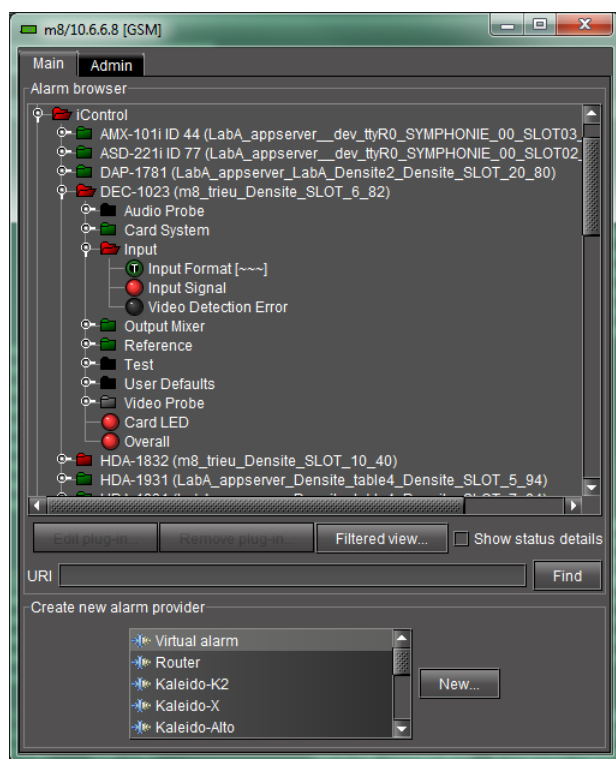 m8/10.6.6.8 [GSM]
Main Admin
Alarm browser
iControl
AMX-101i ID 44 (LabA_appserver__dev_ttyR0_SYMPHONIE_00_SLOT03_
ASD-221i ID 77 (LabA_appserver__dev_ttyR0_SYMPHONIE_00_SLOT02_
DAP-1781 (LabA_appserver_LabA_Densite2_Densite_SLOT_20_80)
DEC-1023 (m8_trieu_Densite_SLOT_6_82)
Audio Probe
Card System
Input
T Input Format [~~~]
Input Signal
Video Detection Error
Output Mixer
Reference
Test
User Defaults
Video Probe
Card LED
Overall
HDA-1832 (m8_trieu_Densite_SLOT_10_40)
HDA-1931 (LabA_appserver_Densite_table4_Densite_SLOT_5_94)
Edit plug-in... Remove plug-in... Filtered view... Show status details
URI Find
Create new alarm provider
Virtual alarm
Router
Kaleido-K2
New...
Kaleido-X
Kaleido-Alto